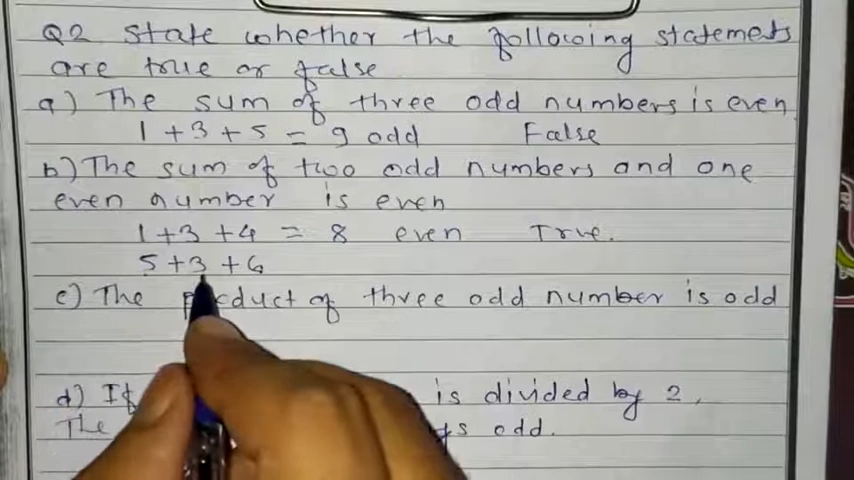 Q2 State whether the following statemets
are true or false
a) The sum of three odd numbers is even
1 + 3 + 5 = 9 odd False
b) The sum of two odd numbers and one
even number is even
1 + 3 + 4 = 8 even True.
5 + 3 + 6
c) The product of three odd number is odd
d) If is divided by 2,
The odd.